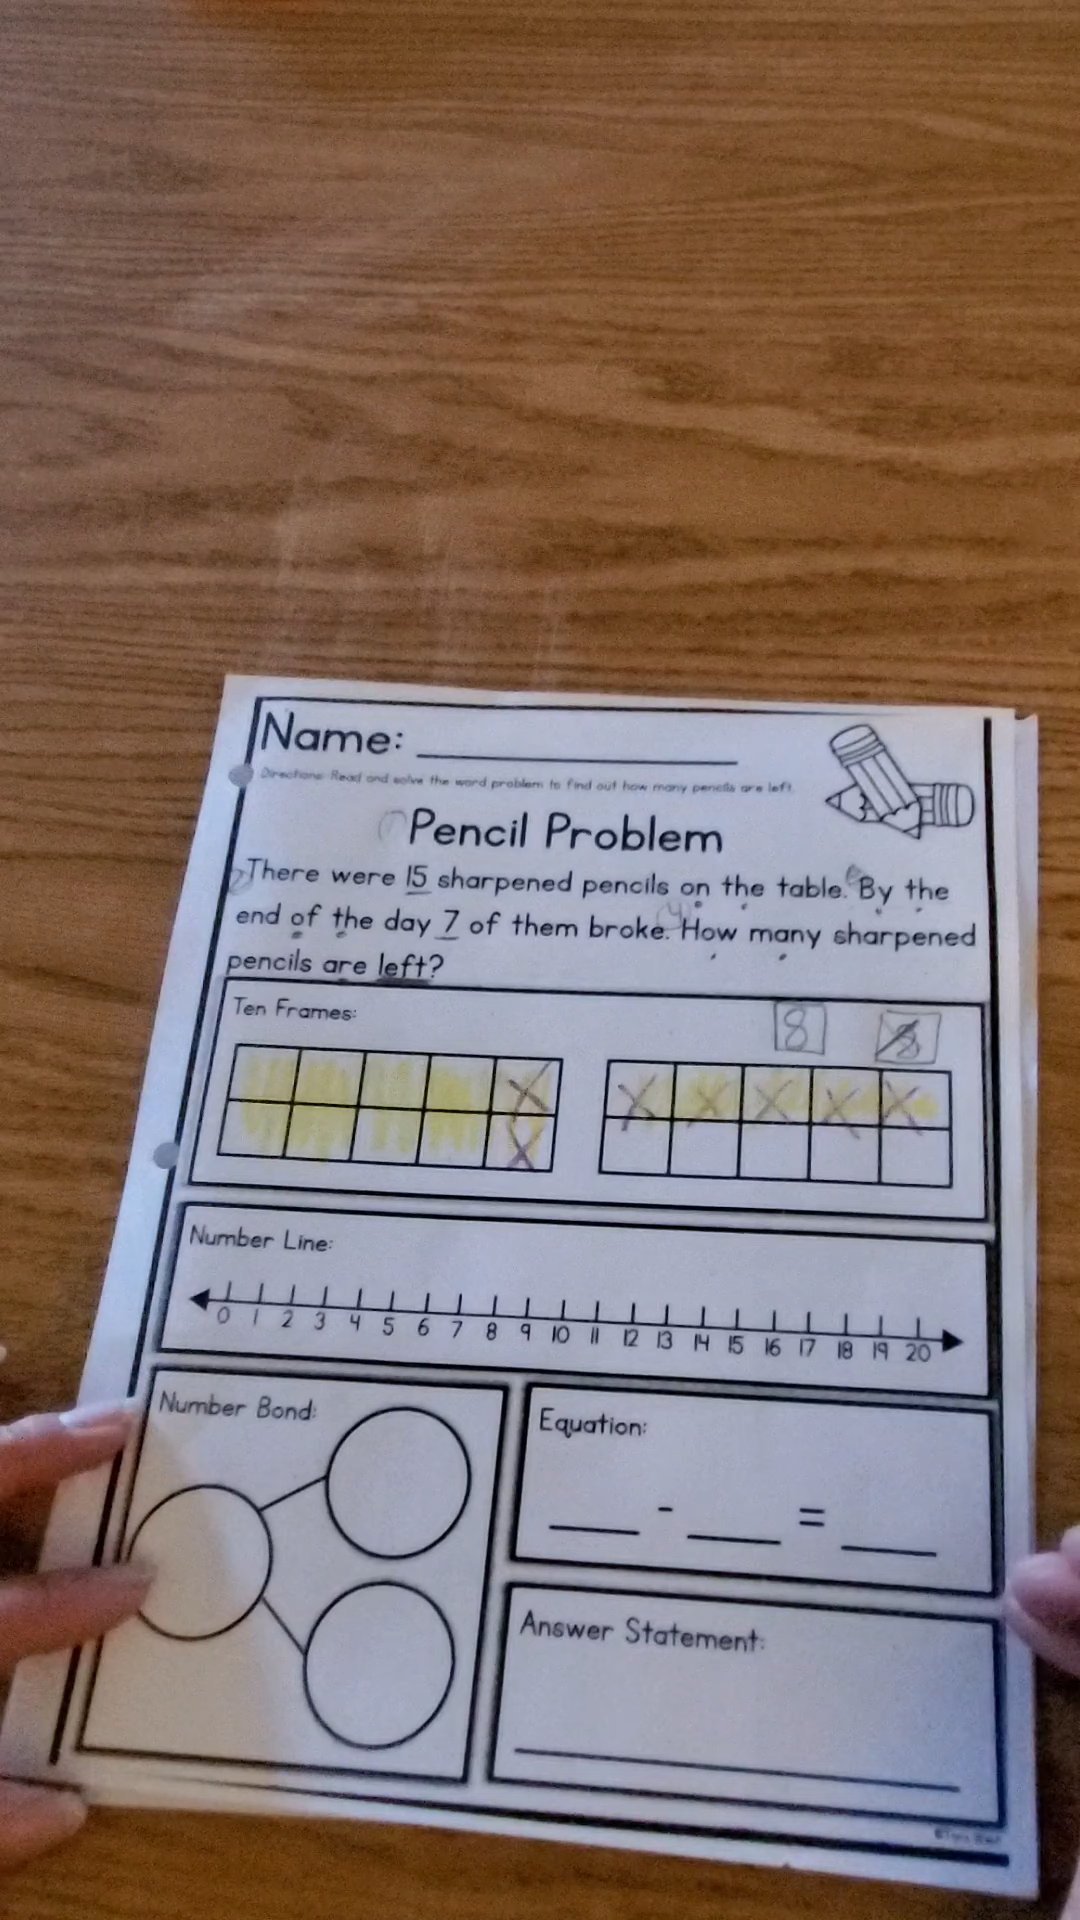 Name:
Directions: Read and solve the word problem to find out how many pencils are left.
Pencil Problem
There were 15 sharpened pencils on the table. By the
end of the day 7 of them broke. How many sharpened
pencils are left?
Ten Frames:
8
Number Line:
0 1 2 3 4 5 6 7 8 9 10 11 12 13 14 15 16 17 18 19 20
Number Bond:
Equation:
- =
Answer Statement: